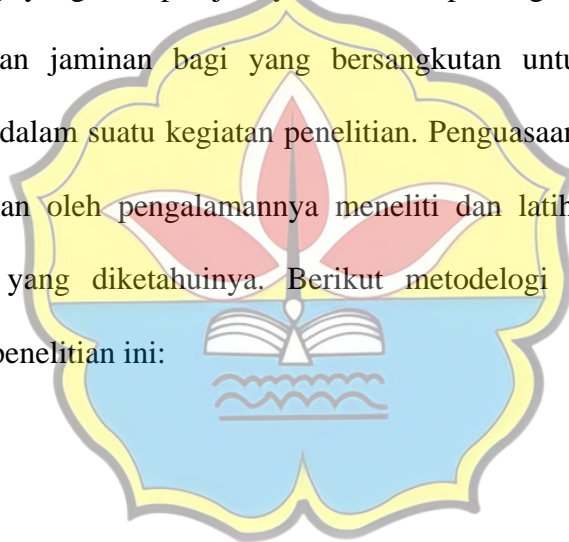 an jaminan bagi yang bersangkutan untu
dalam suatu kegiatan penelitian. Penguasaan
an oleh pengalamannya meneliti dan latih
yang diketahuinya. Berikut metodelogi
penelitian ini: